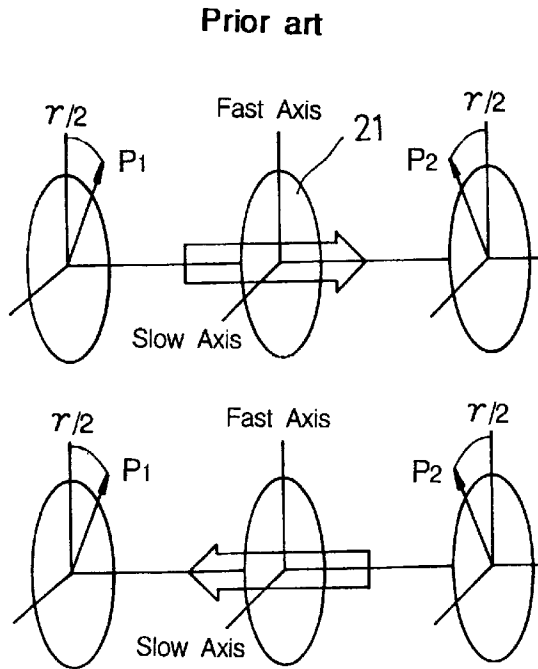 Prior art
γ/2
P1
Fast Axis
21
γ/2
P2
Slow Axis
γ/2
P1
Fast Axis
γ/2
P2
Slow Axis